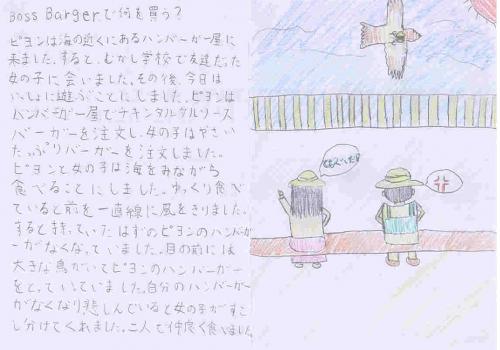 Boss Bargerで何を買う?
ピヨンは海の近くにあるハンバーガー屋に
来ました。すると、むかし学校で友達だった
女の子に会いました。その後、今日は
いっしょに遊ぶことにしました。ピヨンは
ハンバーガー屋でチキンタルタルソース
バーガーを注文し、女の子はやさい
たっぷりバーガーを注文しました。
ピヨンと女の子は海をみながら
食べることにしました。ゆっくり食べ
ていると前を一直線に風をきりました。
すると持っていたはずのピヨンのハンバーガ
ーがなくなっていました。目の前には
大きな鳥がいてピヨンのハンバーガー
をとっていっていました。自分のハンバーガー
がなくなり悲しんでいると女の子がすこ
し分けてくれました。二人で仲良く食べました。